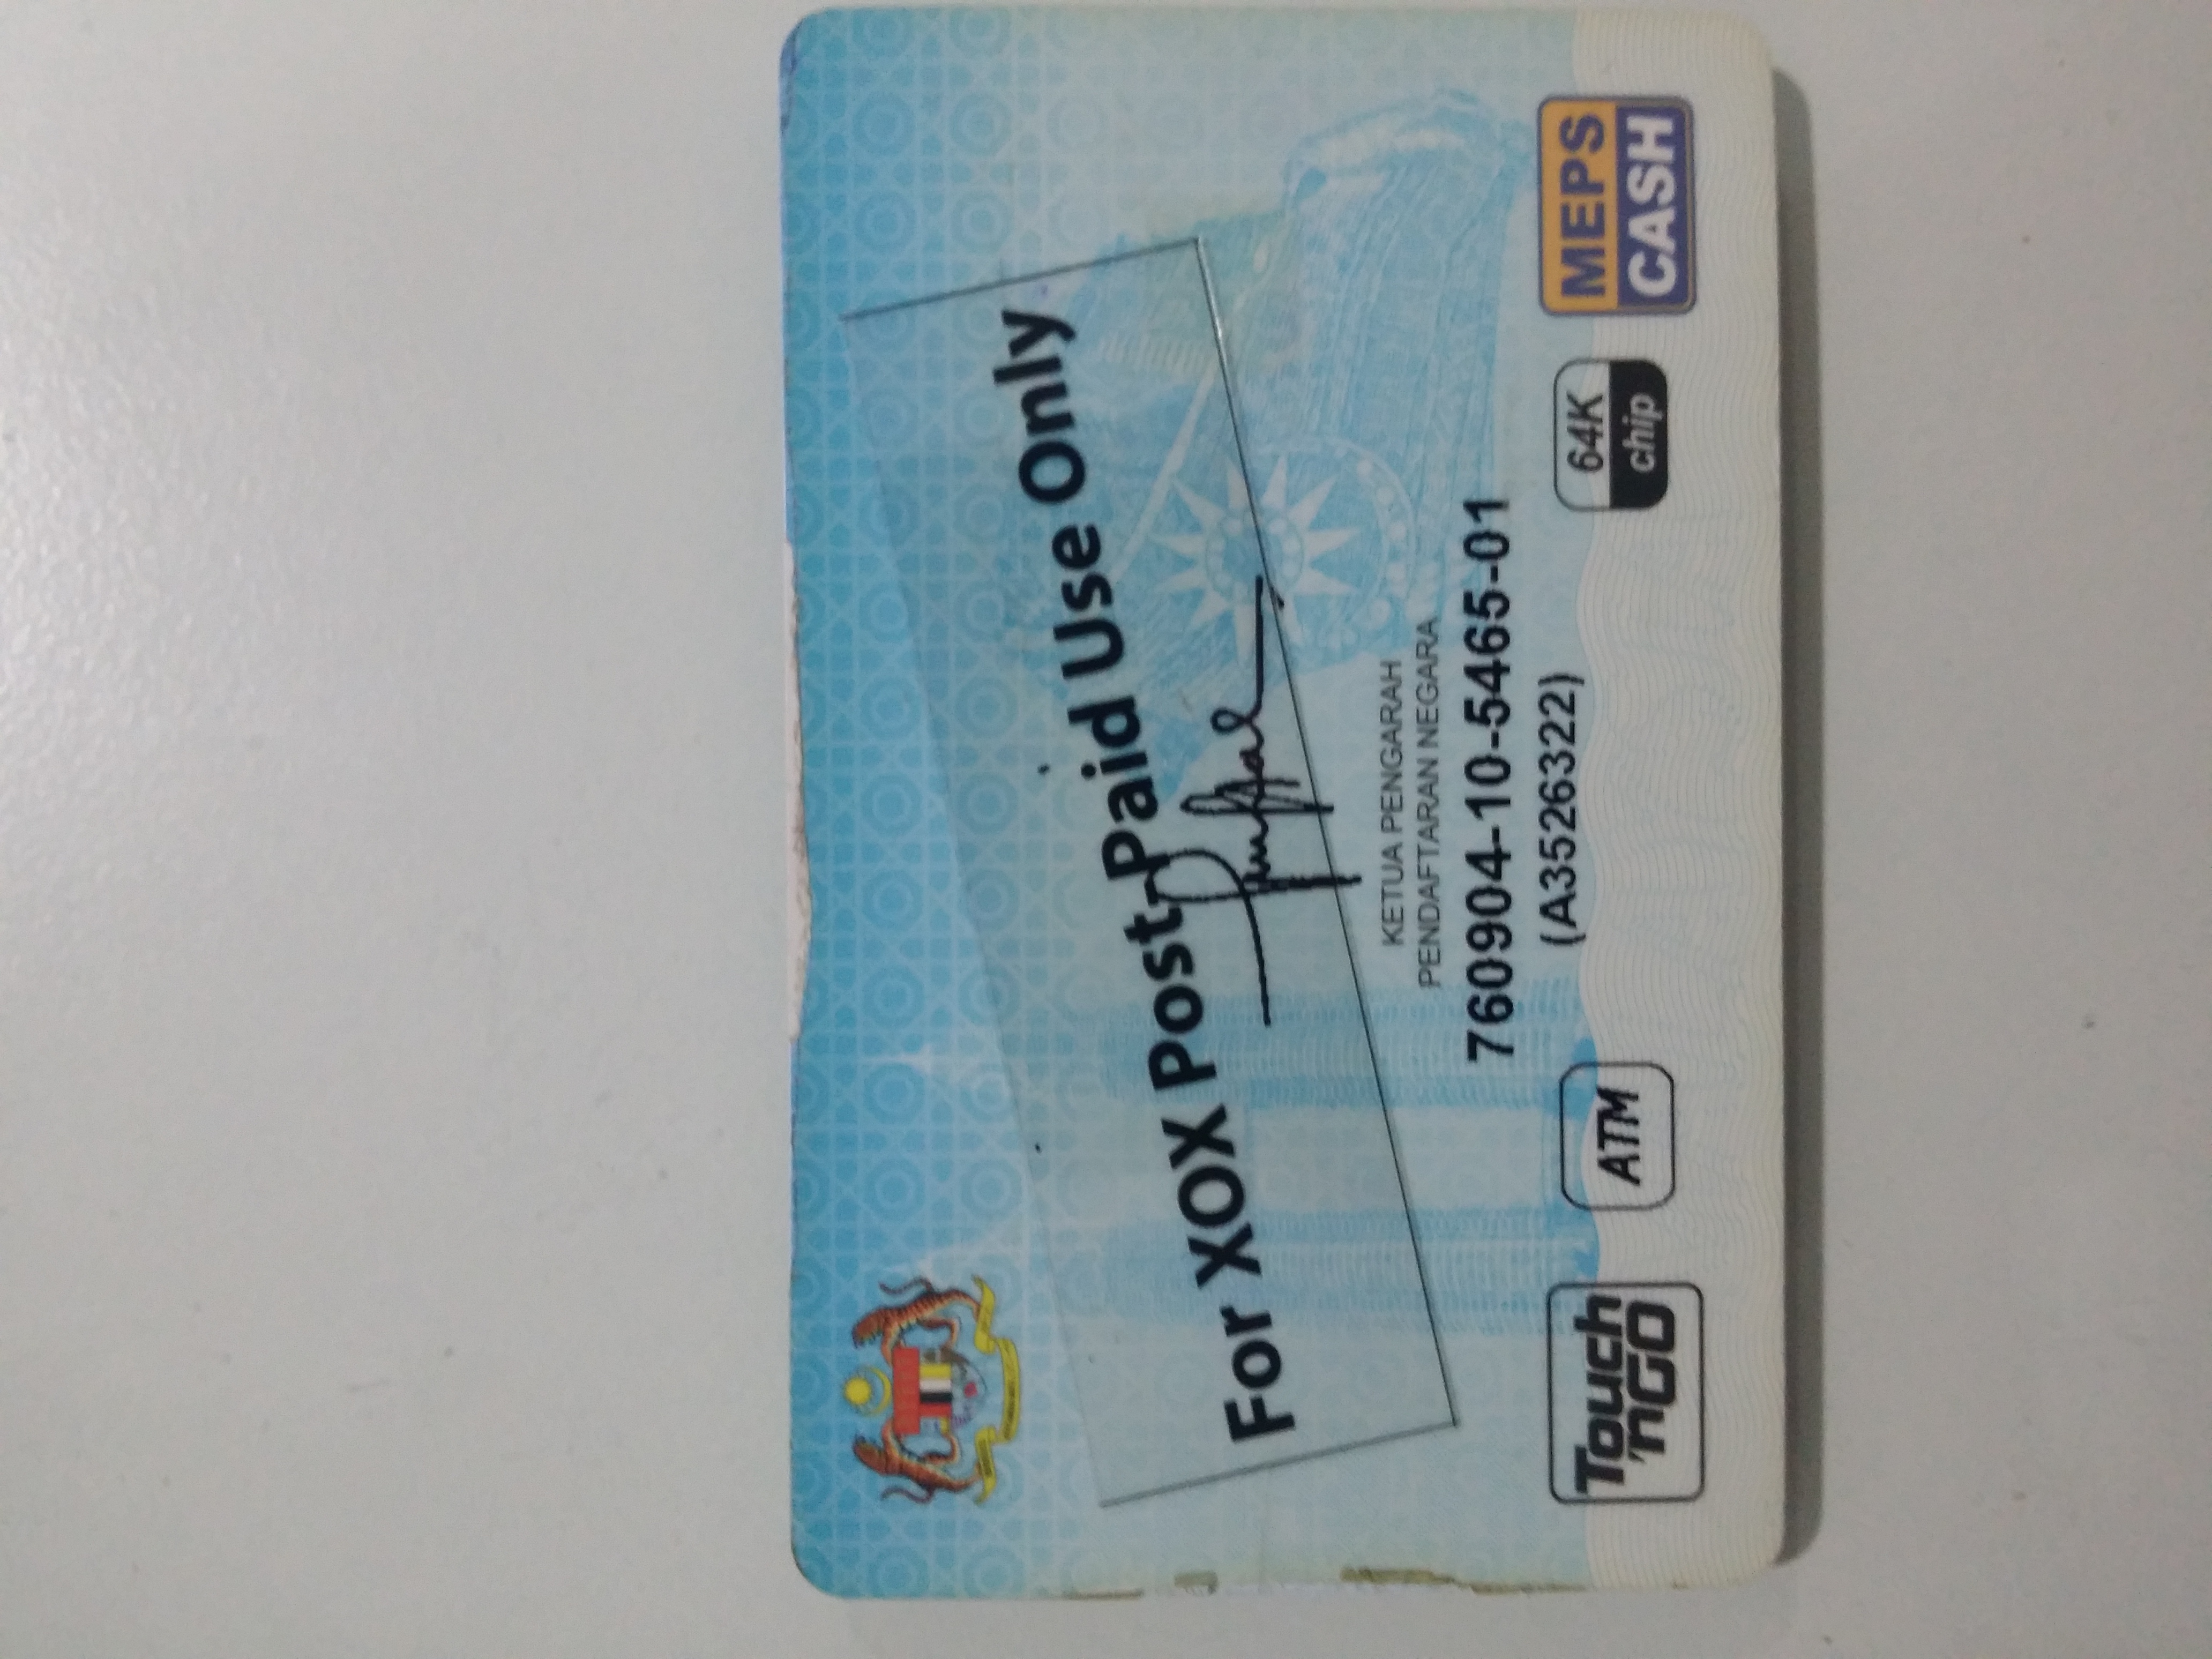 For XOX Post-Paid Use Only
KETUA PENGARAH
PENDAFTARAN NEGARA
760904-10-5465-01
(A35263322)
Touch
'nGO
ATM
64K
chip
MEPS
CASH